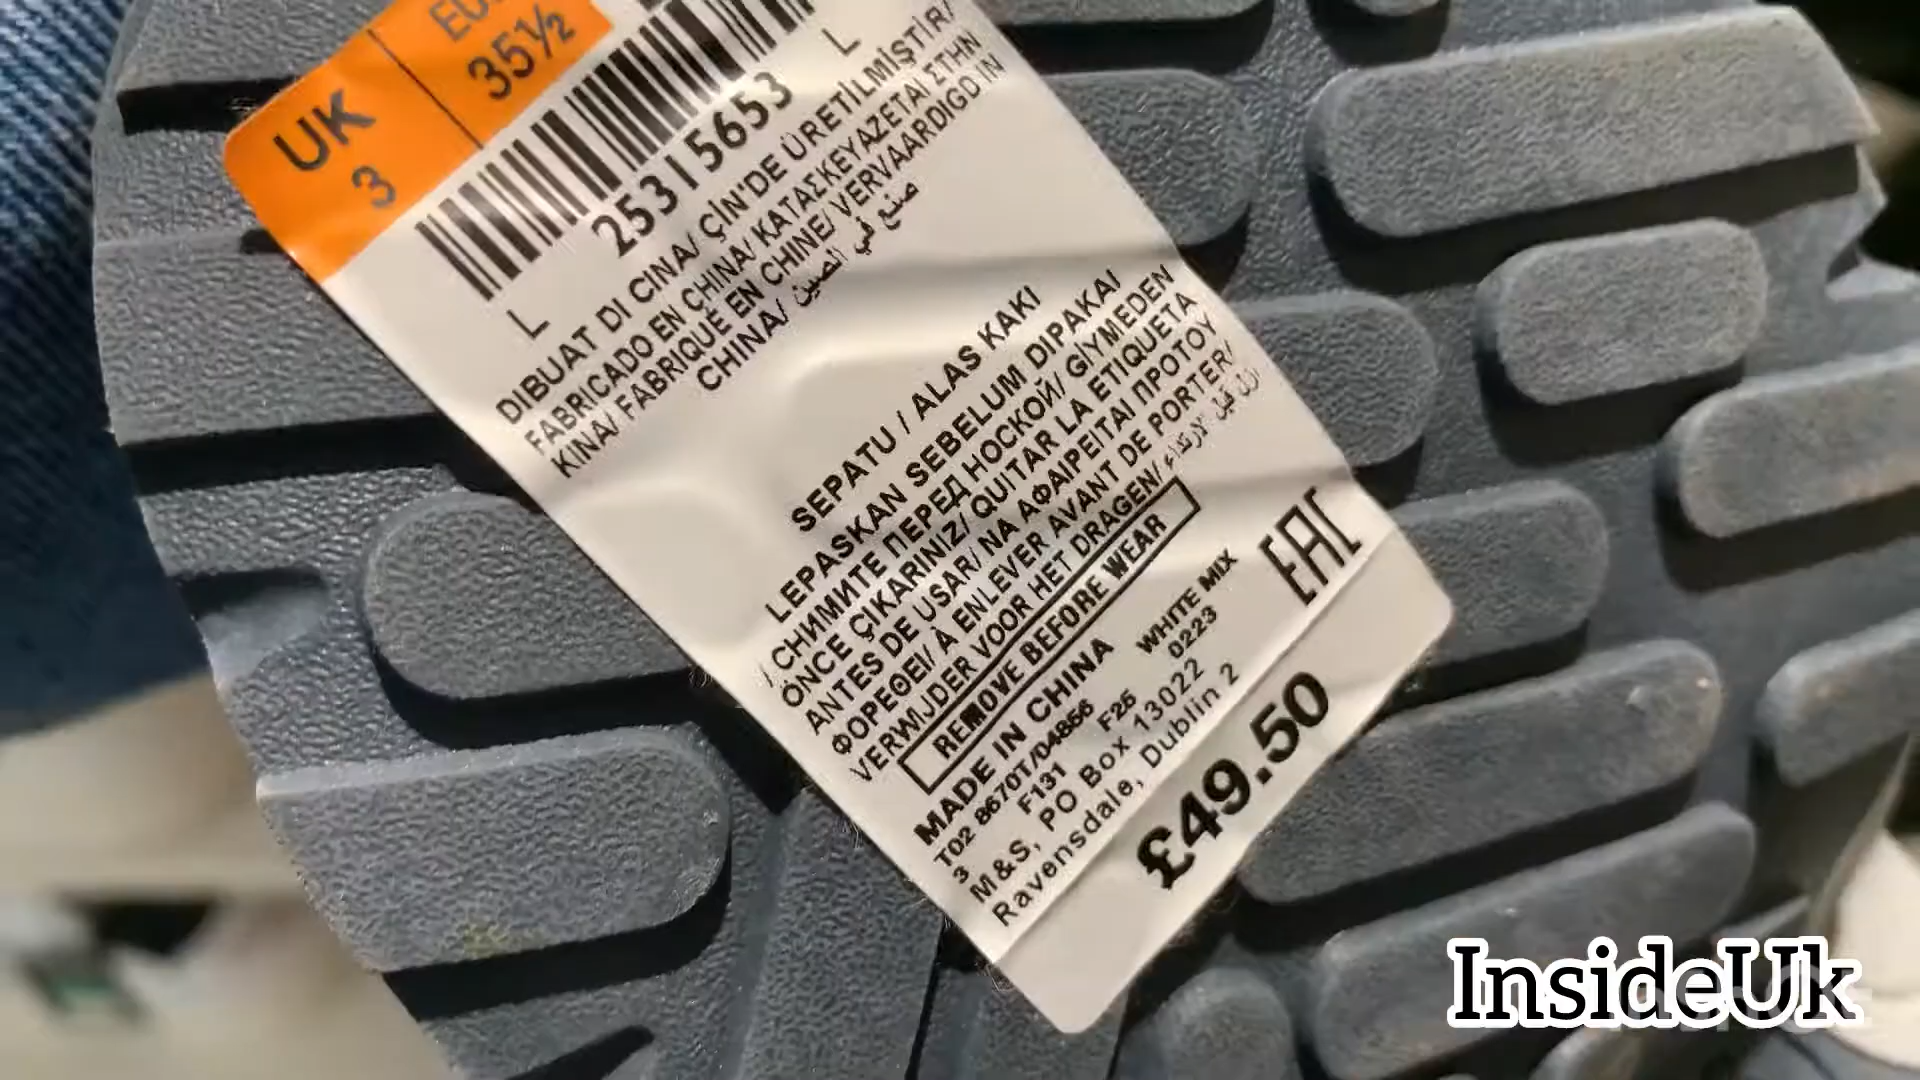 UK
3
35½
25315653
L
L
DIBUAT DI CINA/ ÇİN'DE ÜRETİLMİŞTİR/
FABRICADO EN CHINA/ ΚΑΤΑΣΚΕΥΑΖΕΤΑΙ ΣΤΗΝ
ΚΙΝΑ/ FABRIQUÉ EN CHINE/ VERVAARDIGD IN
CHINA/ صنع في الصين
SEPATU / ALAS KAKI
LEPASKAN SEBELUM DIPAKAI
/ СНИМИТЕ ПЕРЕД НОСКОЙ/ GİYMEDEN
ÖNCE ÇIKARINIZ/ QUITAR LA ETIQUETA
ANTES DE USAR/ ΝΑ ΑΦΑΙΡΕΙΤΑΙ ΠΡΟΤΟΥ
ΦΟΡΕΘΕΙ/ À ENLEVER AVANT DE PORTER/
VERWIJDER VOOR HET DRAGEN/
REMOVE BEFORE WEAR
MADE IN CHINA WHITE MIX
T02 8670T/04856 F25 0223
F131
3
M&S, PO Box 13022
Ravensdale, Dublin 2
EAC
£49.50
InsideUk